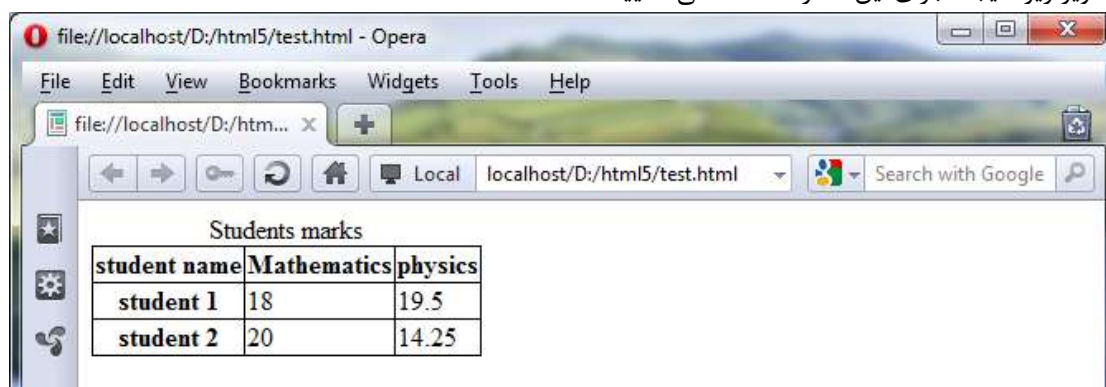 file://localhost/D:/html5/test.html - Opera
File Edit View Bookmarks Widgets Tools Help
file://localhost/D:/htm...
Local localhost/D:/html5/test.html Search with Google
Students marks
student name Mathematics physics
student 1 18 19.5
student 2 20 14.25